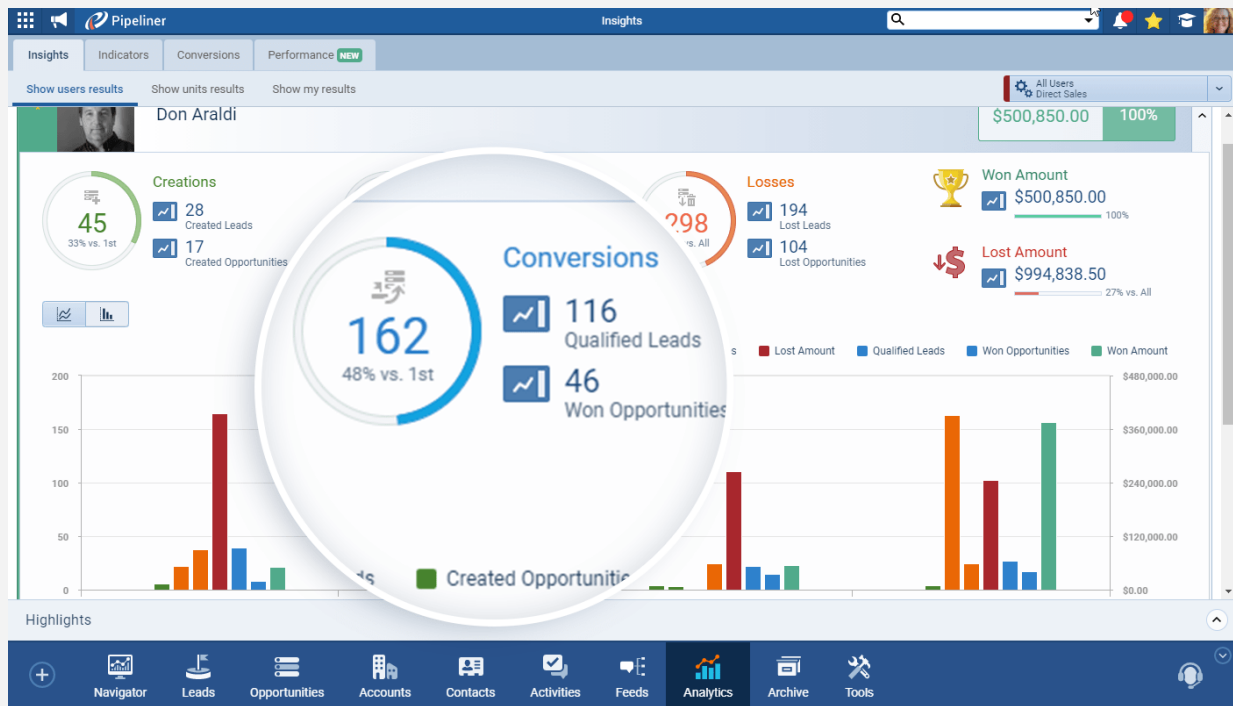 Pipeliner
Insights
Insights
Indicators
Conversions
Performance NEW
Show users results
Show units results
Show my results
All Users
Direct Sales
Don Araldi
$500,850.00
100%
45
33% vs. 1st
Creations
28
Created Leads
17
Created Opportunities
162
48% vs. 1st
Conversions
116
Qualified Leads
46
Won Opportunities
298
vs. All
Losses
194
Lost Leads
104
Lost Opportunities
Won Amount
$500,850.00
100%
Lost Amount
$994,838.50
27% vs. All
Lost Amount
Qualified Leads
Won Opportunities
Won Amount
Created Opportunitie
200
150
100
50
0
$480,000.00
$360,000.00
$240,000.00
$120,000.00
$0.00
Highlights
Navigator
Leads
Opportunities
Accounts
Contacts
Activities
Feeds
Analytics
Archive
Tools